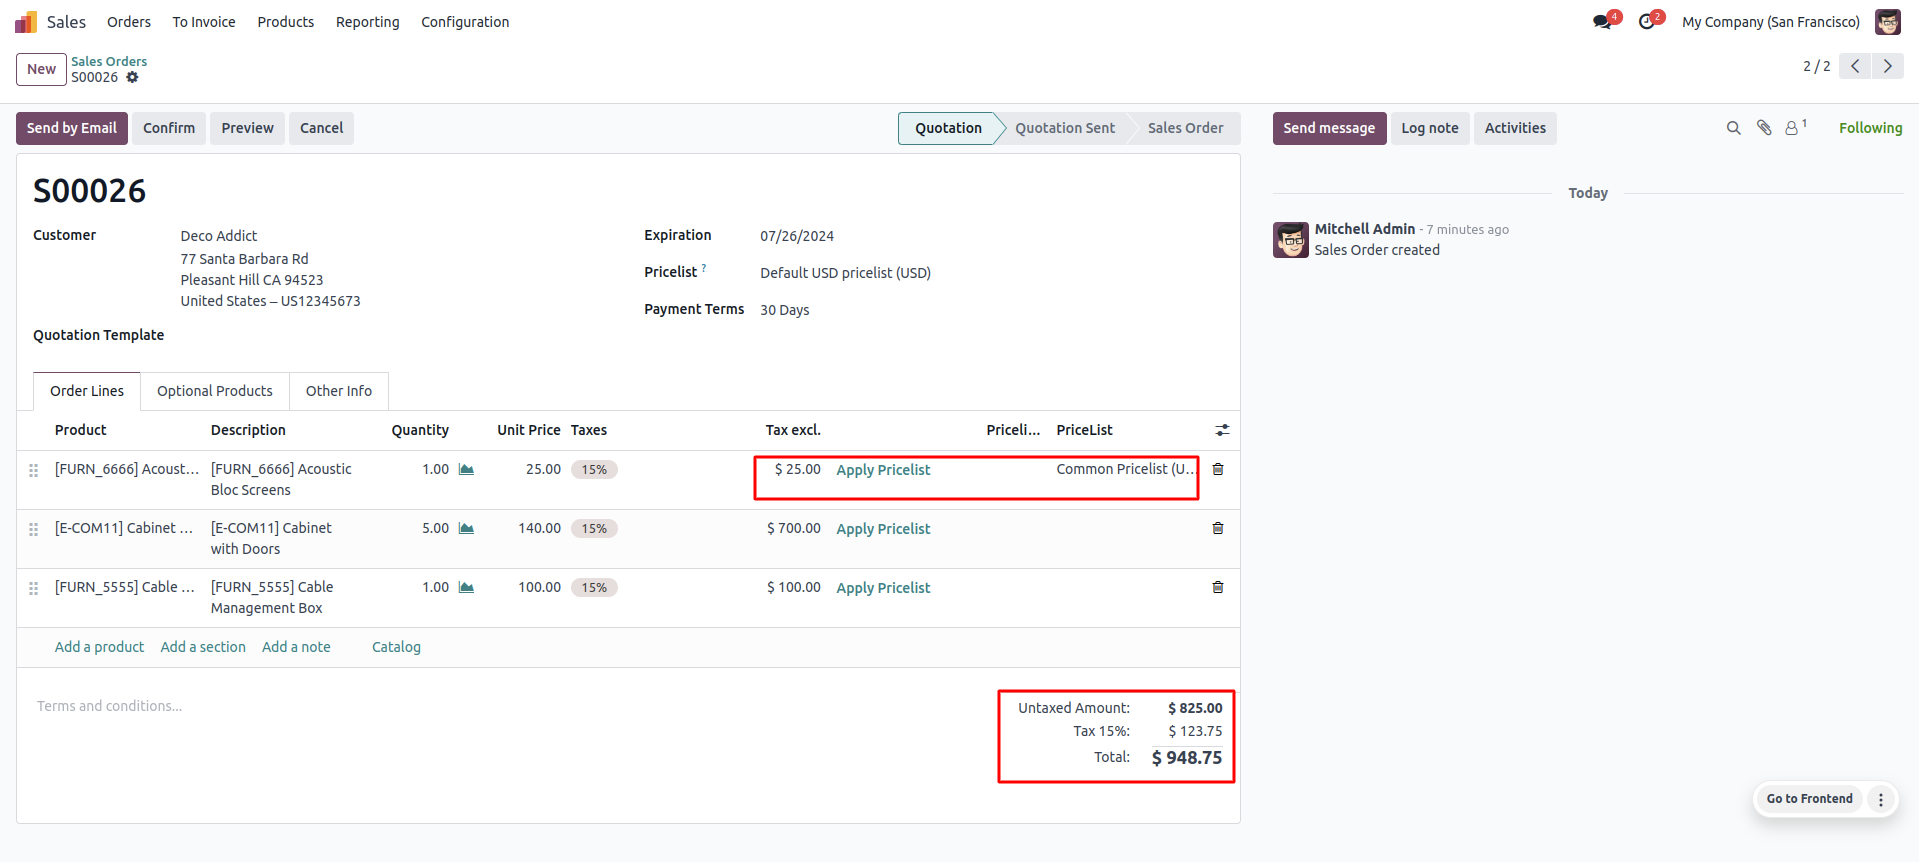 Sales Orders To Invoice Products Reporting Configuration 4 2 My Company (San Francisco)
New Sales Orders
S00026 2 / 2
Send by Email Confirm Preview Cancel Quotation Quotation Sent Sales Order Send message Log note Activities 1 Following
S00026
Today
Customer Deco Addict Expiration 07/26/2024
77 Santa Barbara Rd
Pleasant Hill CA 94523
United States – US12345673
Pricelist ? Default USD pricelist (USD)
Payment Terms 30 Days
Mitchell Admin - 7 minutes ago
Sales Order created
Quotation Template
Order Lines Optional Products Other Info
Product Description Quantity Unit Price Taxes Tax excl. Priceli... PriceList
[FURN_6666] Acoust... [FURN_6666] Acoustic 1.00 25.00 15% $ 25.00 Apply Pricelist Common Pricelist (U...
Bloc Screens
[E-COM11] Cabinet ... [E-COM11] Cabinet 5.00 140.00 15% $ 700.00 Apply Pricelist
with Doors
[FURN_5555] Cable ... [FURN_5555] Cable 1.00 100.00 15% $ 100.00 Apply Pricelist
Management Box
Add a product Add a section Add a note Catalog
Terms and conditions...
Untaxed Amount: $ 825.00
Tax 15%: $ 123.75
Total: $ 948.75
Go to Frontend